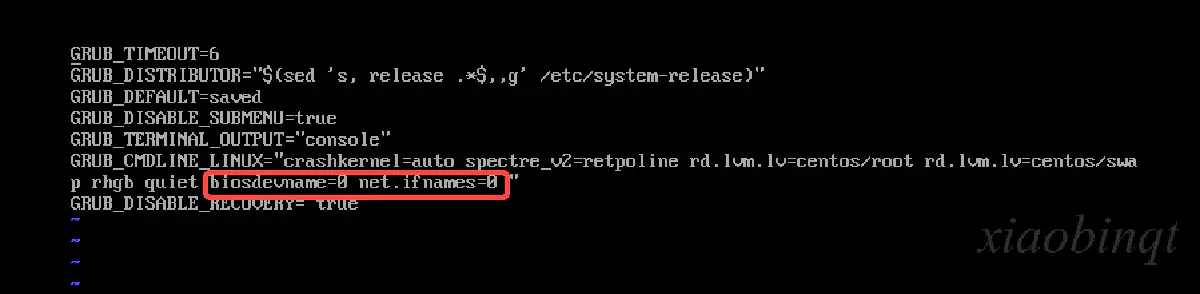 GRUB_TIMEOUT=6
GRUB_DISTRIBUTOR="$(sed 's, release .*$,,g' /etc/system-release)"
GRUB_DEFAULT=saved
GRUB_DISABLE_SUBMENU=true
GRUB_TERMINAL_OUTPUT="console"
GRUB_CMDLINE_LINUX="crashkernel=auto spectre_v2=retpoline rd.lvm.lv=centos/root rd.lvm.lv=centos/swa
p rhgb quiet biosdevname=0 net.ifnames=0 "
GRUB_DISABLE_RECOVERY="true
~
~
~
~
xiaobinqt